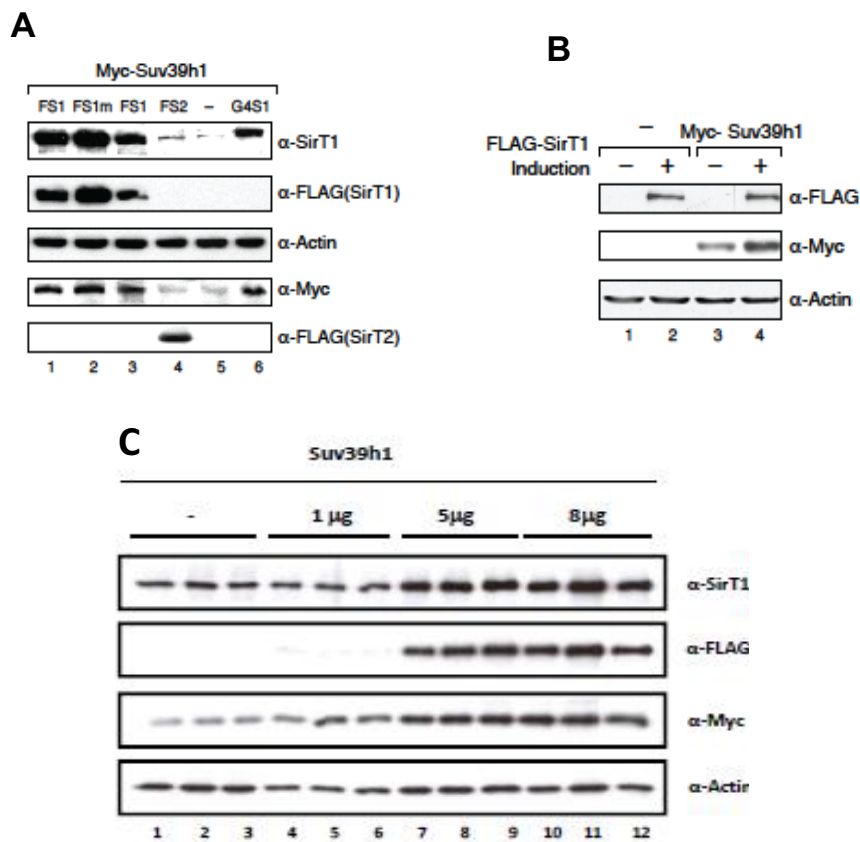 A
Myc-Suv39h1
FS1 FS1m FS1 FS2 – G4S1
α-SirT1
α-FLAG(SirT1)
α-Actin
α-Myc
α-FLAG(SirT2)
1 2 3 4 5 6
B
– Myc- Suv39h1
FLAG-SirT1
Induction – + – +
α-FLAG
α-Myc
α-Actin
1 2 3 4
C
Suv39h1
- 1 µg 5µg 8µg
α-SirT1
α-FLAG
α-Myc
α-Actin
1 2 3 4 5 6 7 8 9 10 11 12